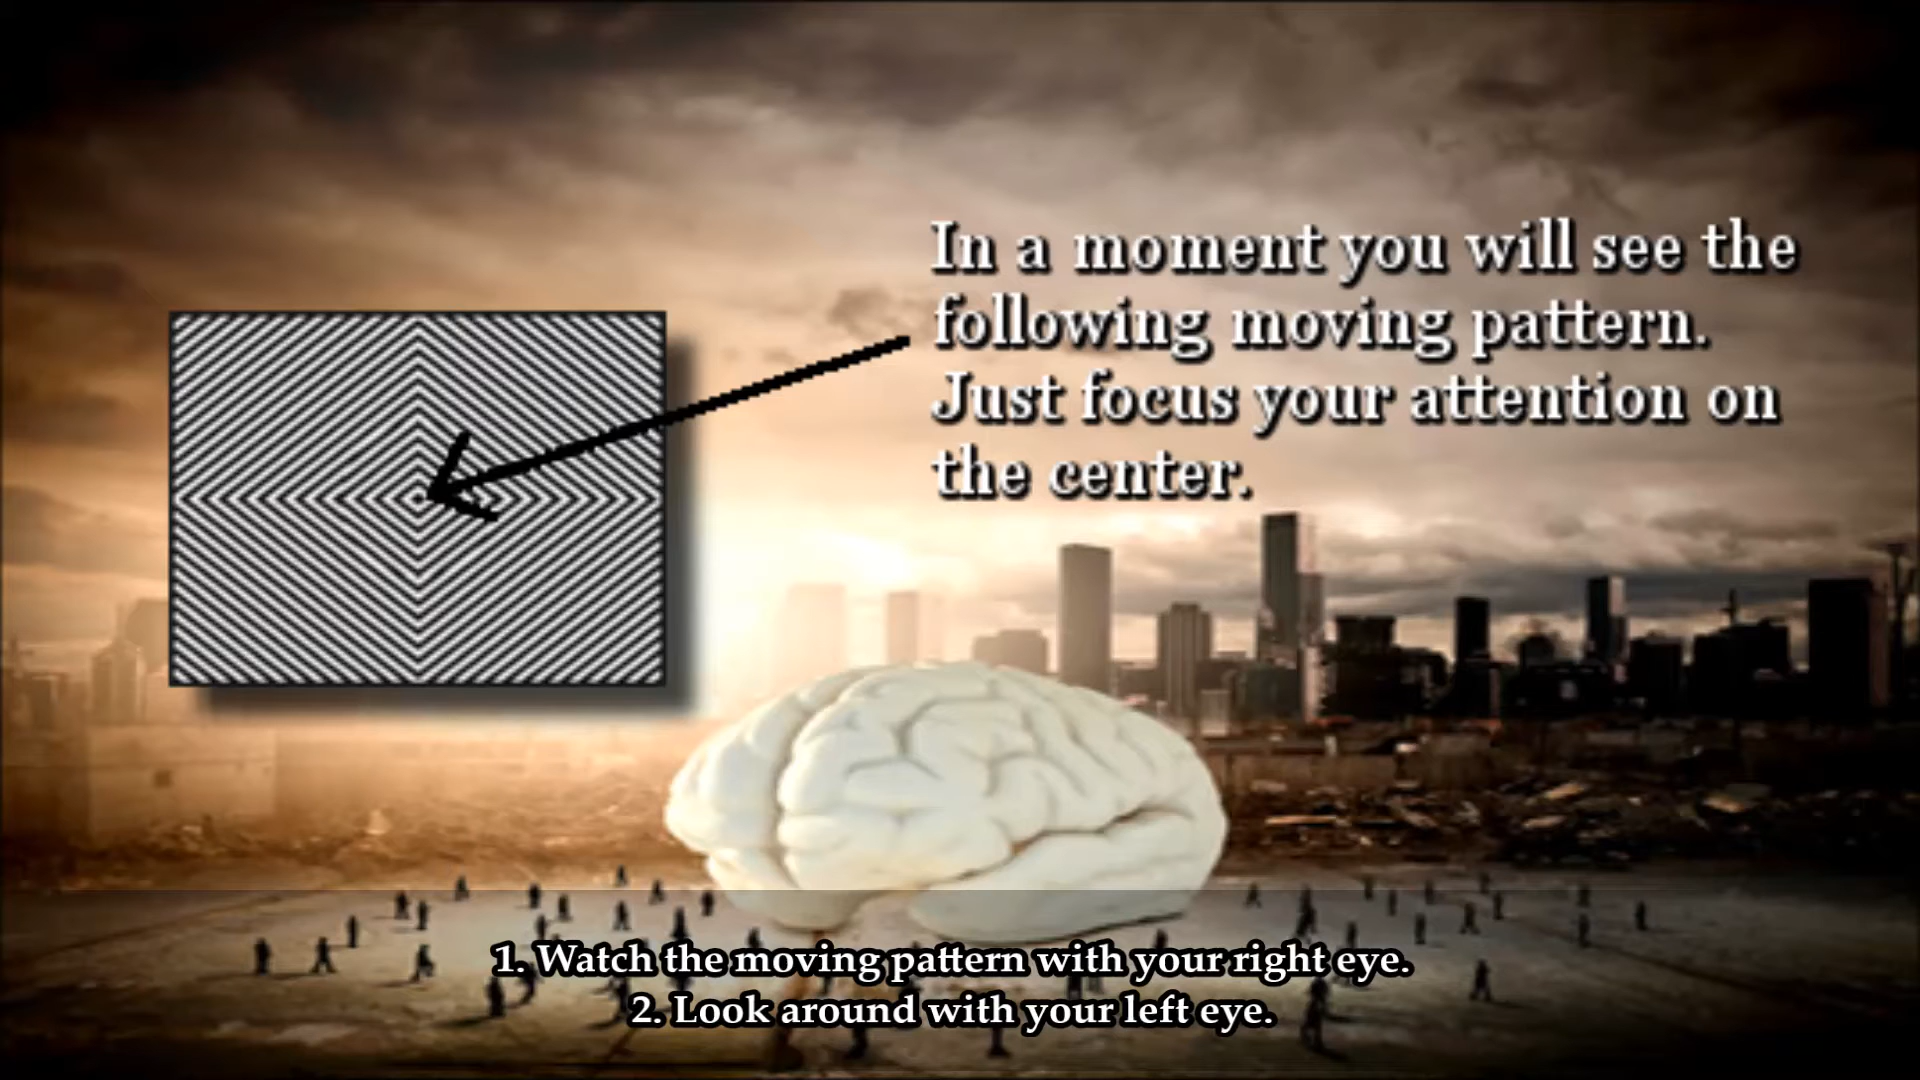 In a moment you will see the
following moving pattern.
Just focus your attention on
the center.
1. Watch the moving pattern with your right eye.
2. Look around with your left eye.